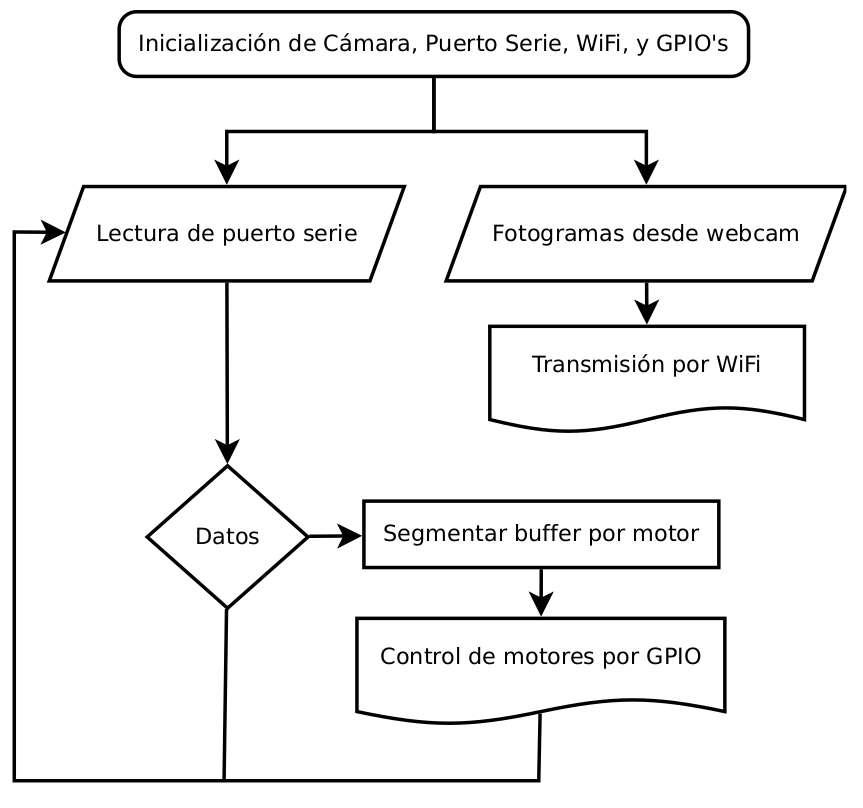 Inicialización de Cámara, Puerto Serie, WiFi, y GPIO's
Lectura de puerto serie
Fotogramas desde webcam
Transmisión por WiFi
Datos
Segmentar buffer por motor
Control de motores por GPIO